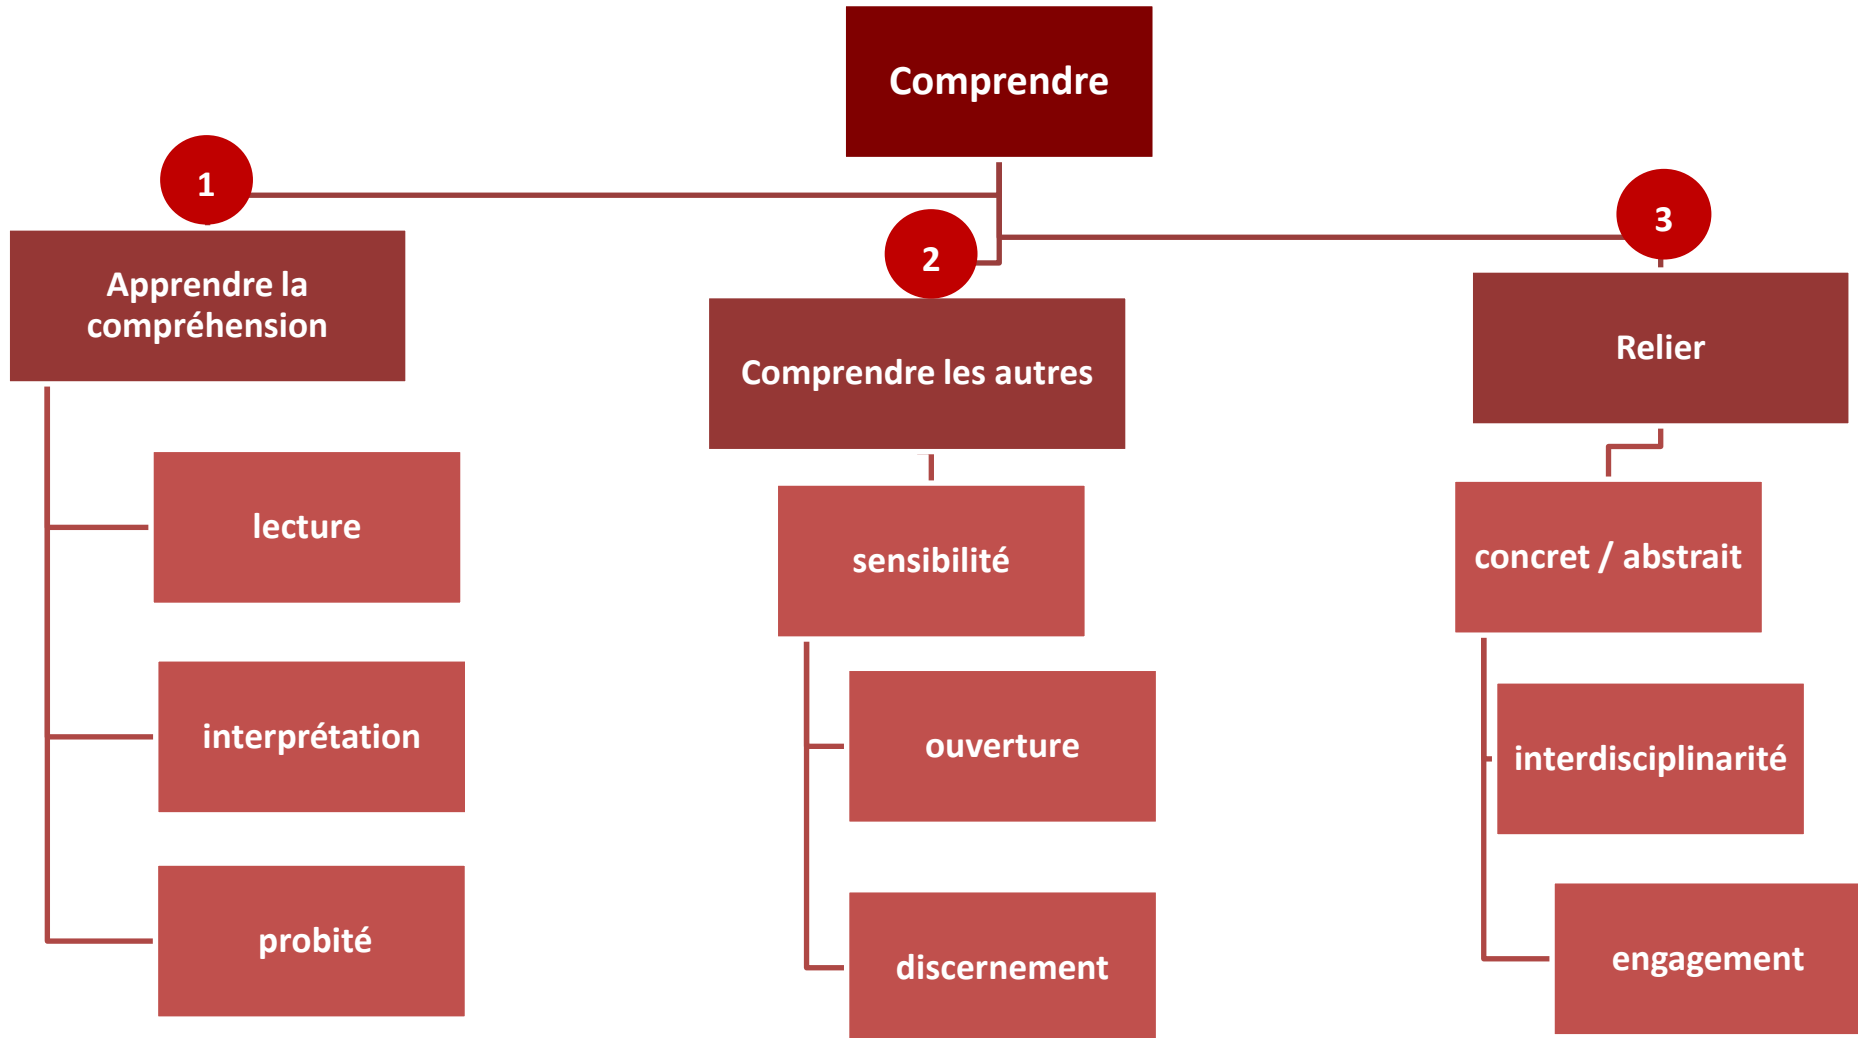 Comprendre
1
Apprendre la
compréhension
lecture
interprétation
probité
2
Comprendre les autres
sensibilité
ouverture
discernement
3
Relier
concret / abstrait
interdisciplinarité
engagement